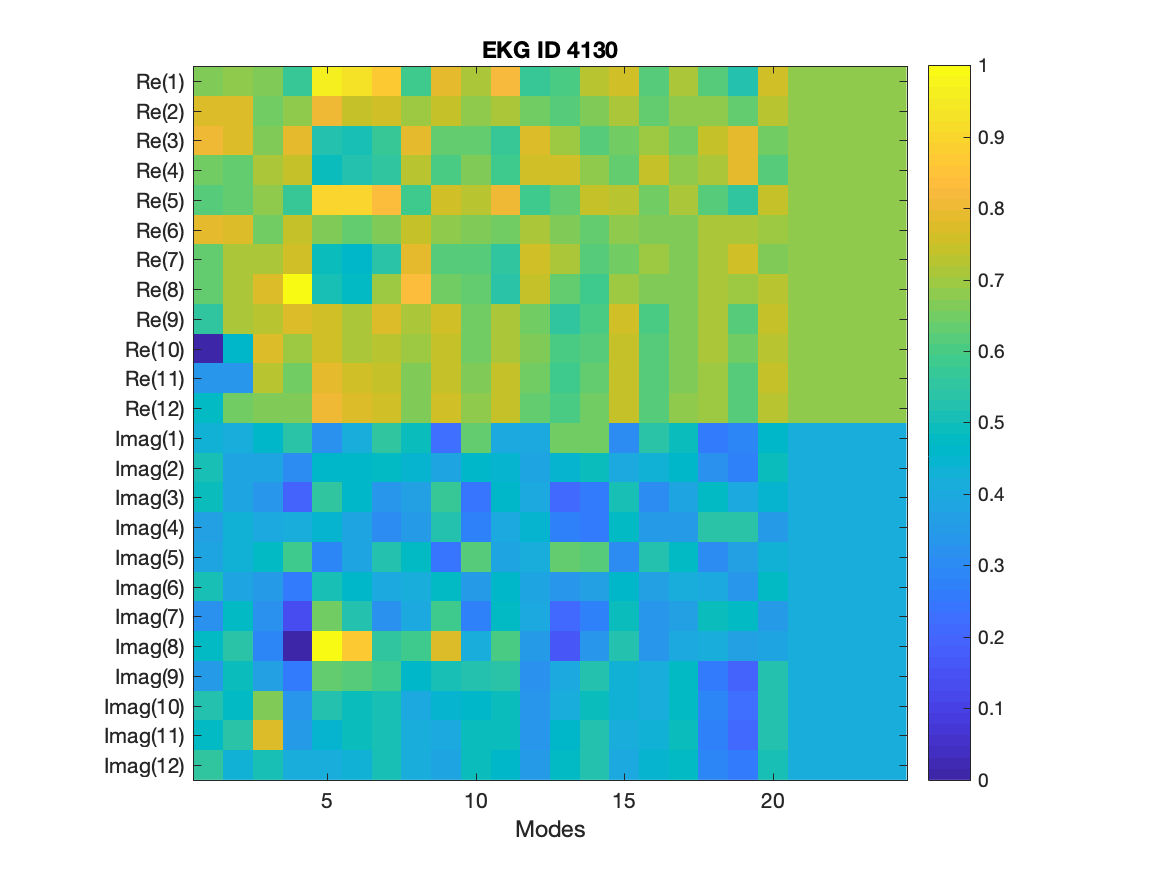 EKG ID 4130
Re(1)
Re(2)
Re(3)
Re(4)
Re(5)
Re(6)
Re(7)
Re(8)
Re(9)
Re(10)
Re(11)
Re(12)
Imag(1)
Imag(2)
Imag(3)
Imag(4)
Imag(5)
Imag(6)
Imag(7)
Imag(8)
Imag(9)
Imag(10)
Imag(11)
Imag(12)
5 10 15 20
Modes
1
0.9
0.8
0.7
0.6
0.5
0.4
0.3
0.2
0.1
0